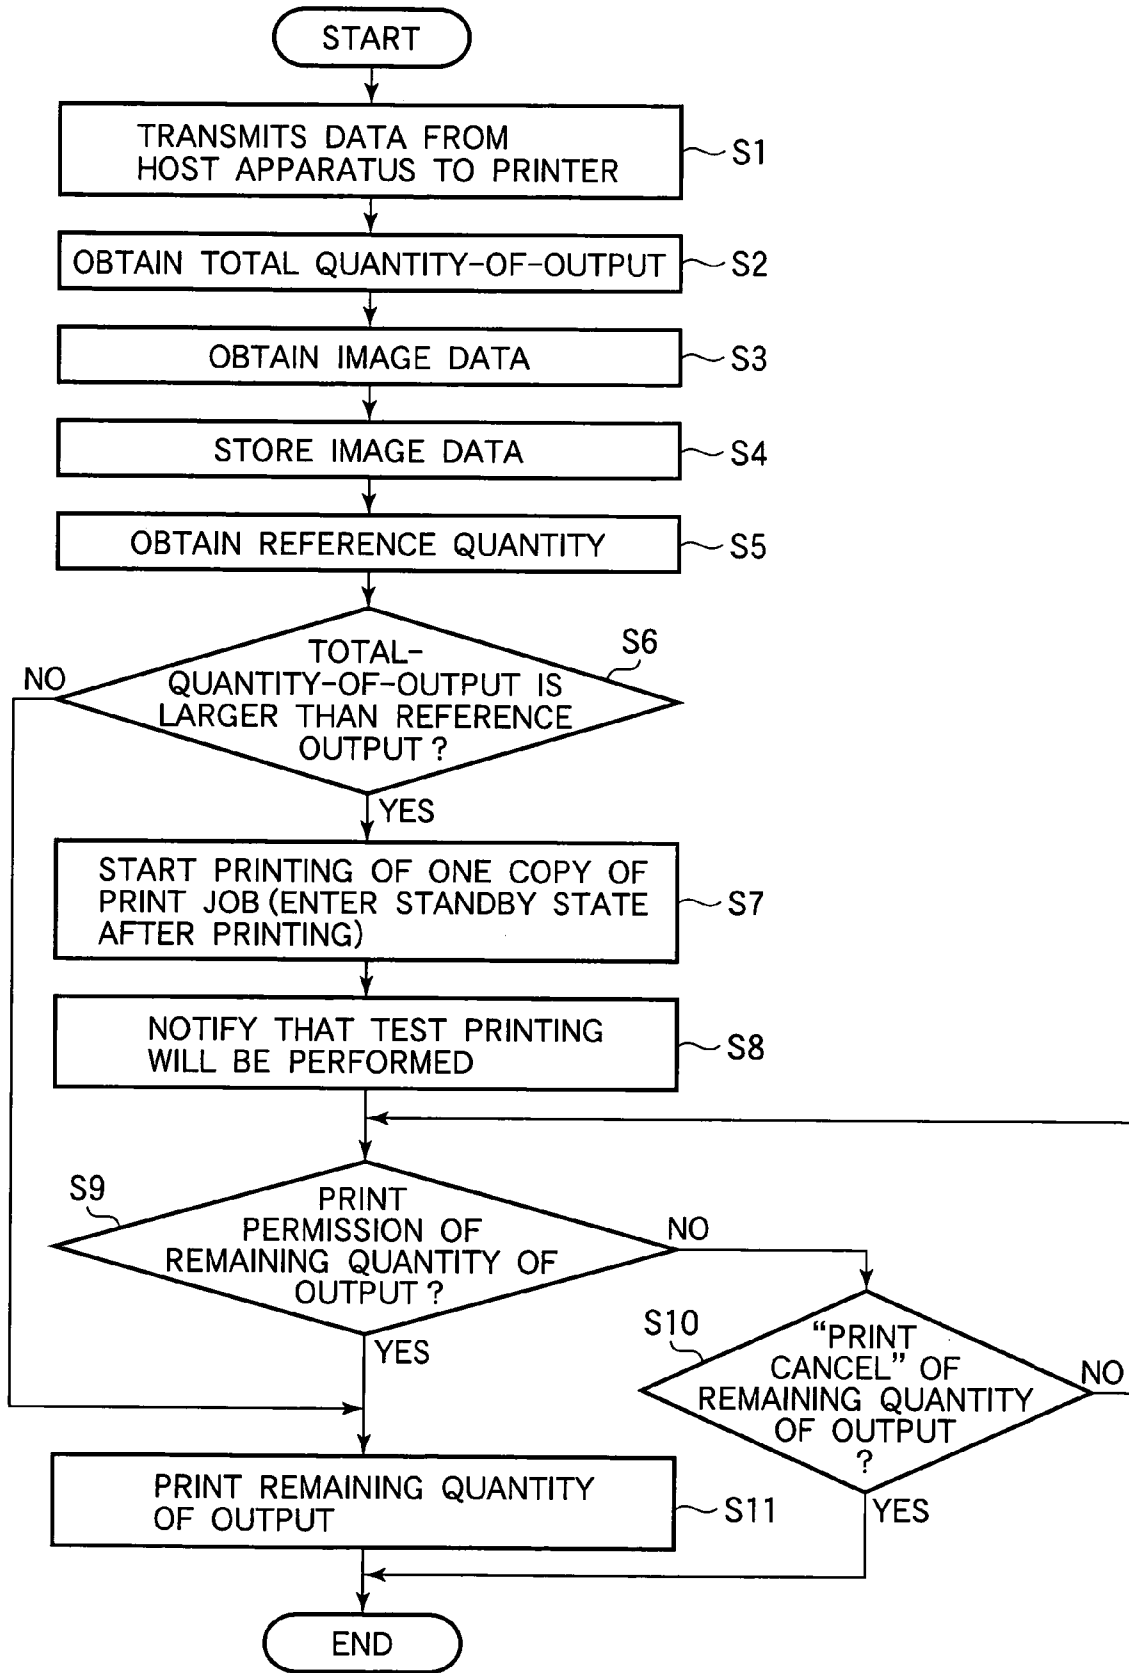 START
TRANSMITS DATA FROM
HOST APPARATUS TO PRINTER
S1
OBTAIN TOTAL QUANTITY-OF-OUTPUT
S2
OBTAIN IMAGE DATA
S3
STORE IMAGE DATA
S4
OBTAIN REFERENCE QUANTITY
S5
TOTAL-
QUANTITY-OF-OUTPUT IS
LARGER THAN REFERENCE
OUTPUT?
S6
NO
YES
START PRINTING OF ONE COPY OF
PRINT JOB (ENTER STANDBY STATE
AFTER PRINTING)
S7
NOTIFY THAT TEST PRINTING
WILL BE PERFORMED
S8
S9
PRINT
PERMISSION OF
REMAINING QUANTITY OF
OUTPUT?
NO
YES
S10
"PRINT
CANCEL" OF
REMAINING QUANTITY
OF OUTPUT
?
NO
YES
PRINT REMAINING QUANTITY
OF OUTPUT
S11
END